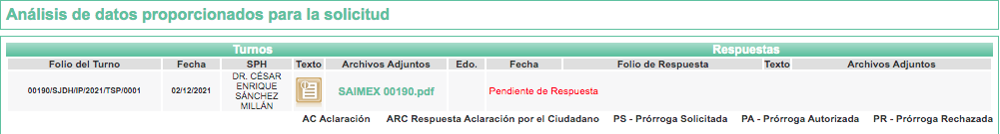 Análisis de datos proporcionados para la solicitud
Turnos Respuestas
Folio del Turno Fecha SPH Texto Archivos Adjuntos Edo. Fecha Folio de Respuesta Texto Archivos Adjuntos
00190/SJDH/IP/2021/TSP/0001 02/12/2021 DR. CÉSAR ENRIQUE SÁNCHEZ MILLÁN SAIMEX 00190.pdf Pendiente de Respuesta
AC Aclaración ARC Respuesta Aclaración por el Ciudadano PS - Prórroga Solicitada PA - Prórroga Autorizada PR - Prórroga Rechazada